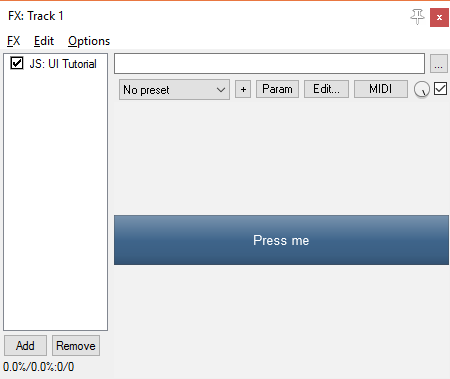 FX: Track 1
FX Edit Options
JS: UI Tutorial
...
No preset + Param Edit... MIDI
Press me
Add Remove
0.0%/0.0%:0/0